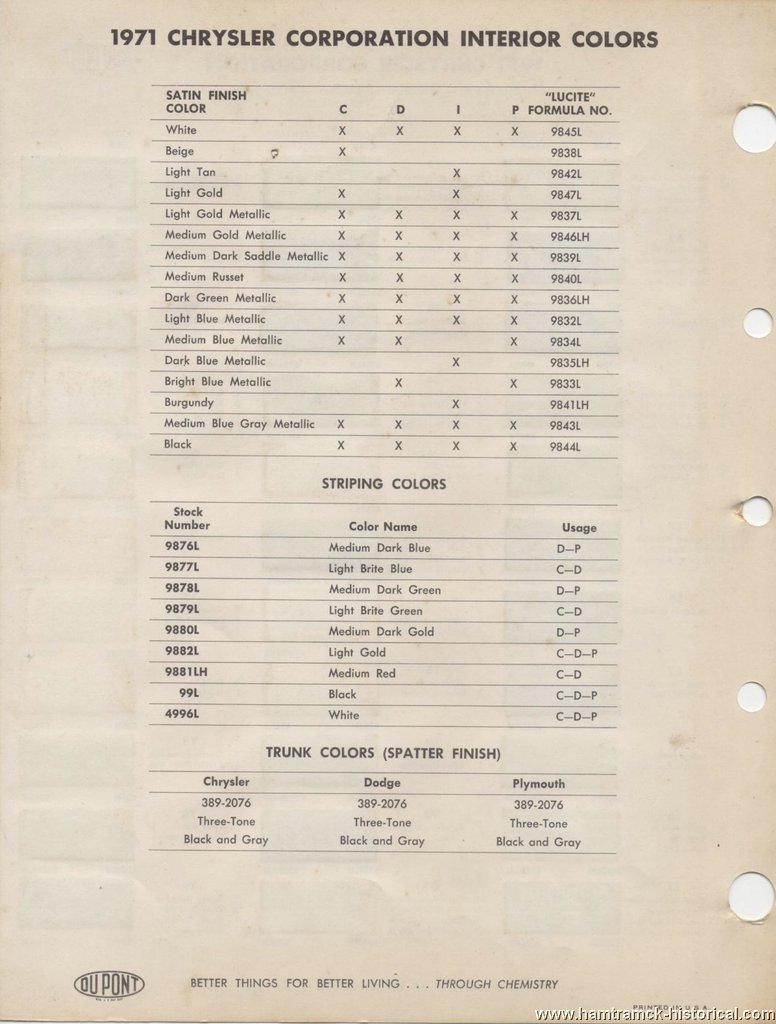 1971 CHRYSLER CORPORATION INTERIOR COLORS
SATIN FINISH COLOR C D I P "LUCITE" FORMULA NO.
White X X X X 9845L
Beige X 9838L
Light Tan X 9842L
Light Gold X X 9847L
Light Gold Metallic X X X X 9837L
Medium Gold Metallic X X X X 9846LH
Medium Dark Saddle Metallic X X X X 9839L
Medium Russet X X X X 9840L
Dark Green Metallic X X X X 9836LH
Light Blue Metallic X X X X 9832L
Medium Blue Metallic X X X 9834L
Dark Blue Metallic X 9835LH
Bright Blue Metallic X X 9833L
Burgundy X 9841LH
Medium Blue Gray Metallic X X X X 9843L
Black X X X X 9844L
STRIPING COLORS
Stock Number Color Name Usage
9876L Medium Dark Blue D—P
9877L Light Brite Blue C—D
9878L Medium Dark Green D—P
9879L Light Brite Green C—D
9880L Medium Dark Gold D—P
9882L Light Gold C—D—P
9881LH Medium Red C—D
99L Black C—D—P
4996L White C—D—P
TRUNK COLORS (SPATTER FINISH)
Chrysler Dodge Plymouth
389-2076 389-2076 389-2076
Three-Tone Three-Tone Three-Tone
Black and Gray Black and Gray Black and Gray
DU PONT
BETTER THINGS FOR BETTER LIVING . . . THROUGH CHEMISTRY
PRINTED IN U.S.A.
www.hamtramck-historical.com